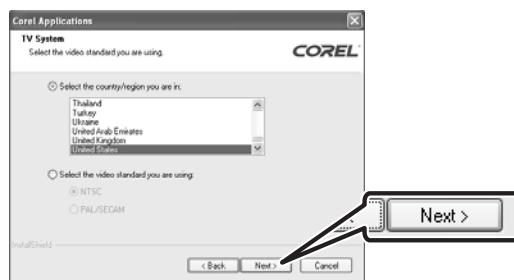 Corel Applications
TV System
Select the video standard you are using.
COREL
Select the country/region you are in:
Thailand
Turkey
Ukraine
United Arab Emirates
United Kingdom
United States
Select the video standard you are using:
NTSC
PAL/SECAM
InstallShield
< Back
Next >
Cancel
Next >